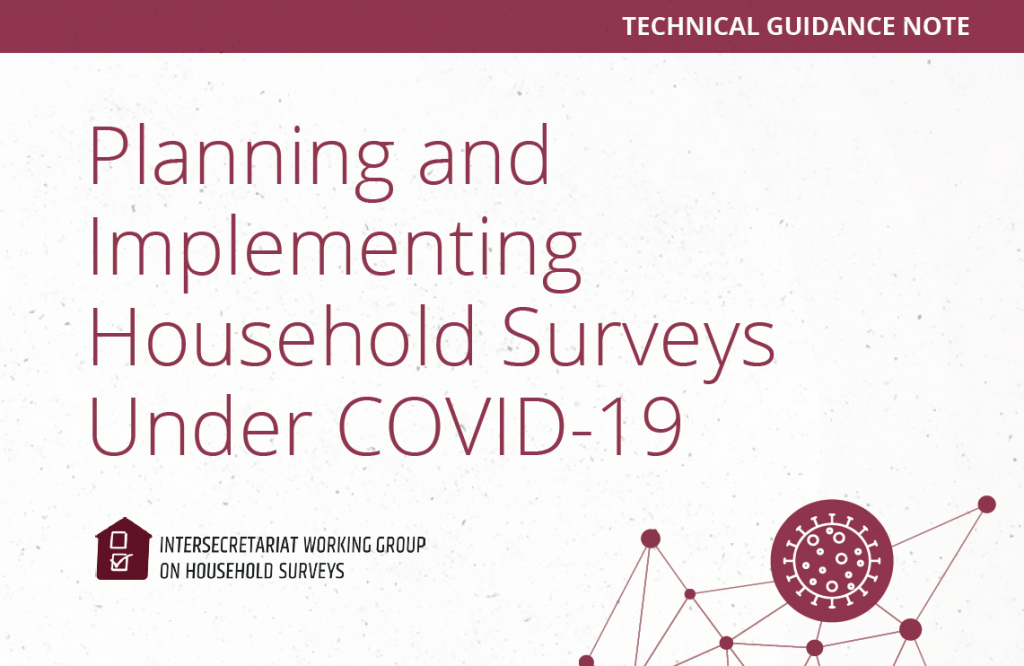 TECHNICAL GUIDANCE NOTE
Planning and
Implementing
Household Surveys
Under COVID-19
INTERSECRETARIAT WORKING GROUP
ON HOUSEHOLD SURVEYS